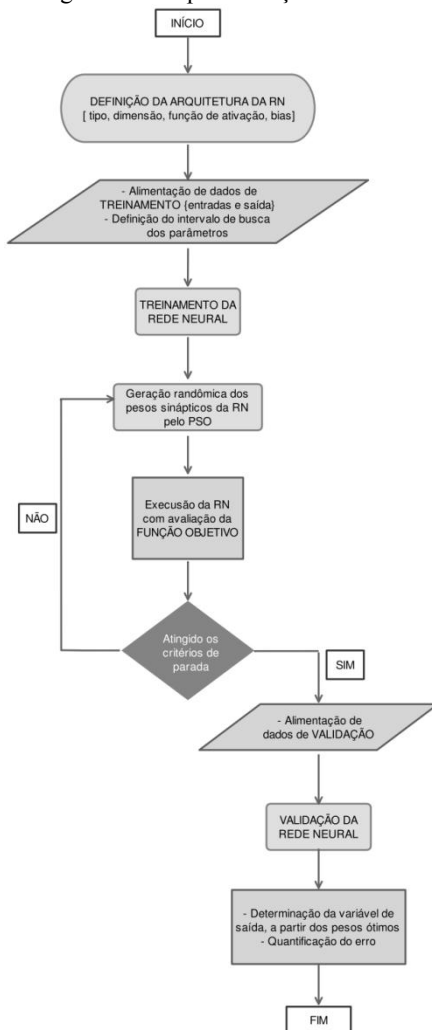 INÍCIO
DEFINIÇÃO DA ARQUITETURA DA RN
[ tipo, dimensão, função de ativação, bias]
- Alimentação de dados de
TREINAMENTO {entradas e saída}
- Definição do intervalo de busca
dos parâmetros
TREINAMENTO DA
REDE NEURAL
Geração randômica dos
pesos sinápticos da RN
pelo PSO
Execusão da RN
com avaliação da
FUNÇÃO OBJETIVO
NÃO
Atingido os
critérios de
parada
SIM
- Alimentação de
dados de VALIDAÇÃO
VALIDAÇÃO DA
REDE NEURAL
- Determinação da variável de
saída, a partir dos pesos ótimos
- Quantificação do erro
FIM